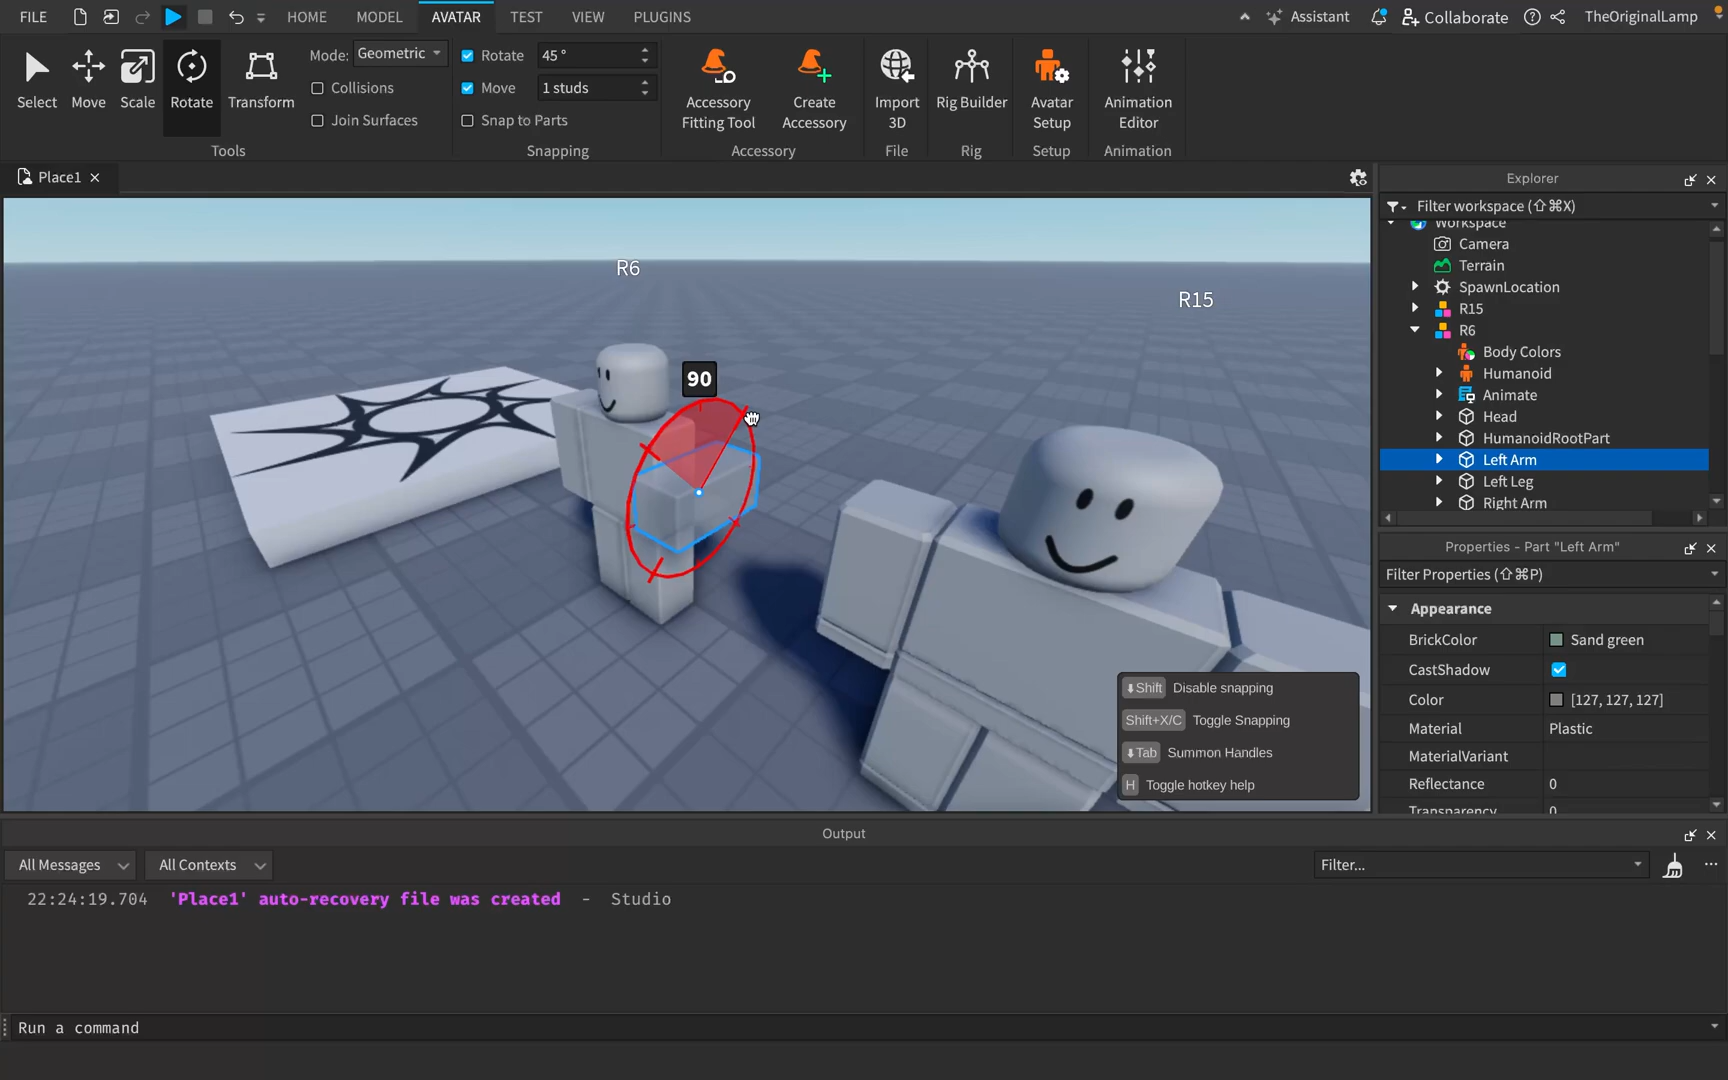 FILE
HOME
MODEL
AVATAR
TEST
VIEW
PLUGINS
Assistant
Collaborate
TheOriginalLamp
Select
Move
Scale
Rotate
Transform
Mode: Geometric
Collisions
Join Surfaces
Tools
Rotate 45 °
Move 1 studs
Snap to Parts
Snapping
Accessory
Fitting Tool
Create
Accessory
Accessory
Import
3D
File
Rig Builder
Rig
Avatar
Setup
Setup
Animation
Editor
Animation
Place1
R6
R15
90
Shift Disable snapping
Shift+X/C Toggle Snapping
Tab Summon Handles
H Toggle hotkey help
Explorer
Filter workspace (⇧⌘X)
Workspace
Camera
Terrain
SpawnLocation
R15
R6
Body Colors
Humanoid
Animate
Head
HumanoidRootPart
Left Arm
Left Leg
Right Arm
Properties - Part "Left Arm"
Filter Properties (⇧⌘P)
Appearance
BrickColor Sand green
CastShadow
Color [127, 127, 127]
Material Plastic
MaterialVariant
Reflectance 0
Transparency 0
Output
All Messages
All Contexts
Filter...
22:24:19.704 'Place1' auto-recovery file was created - Studio
Run a command